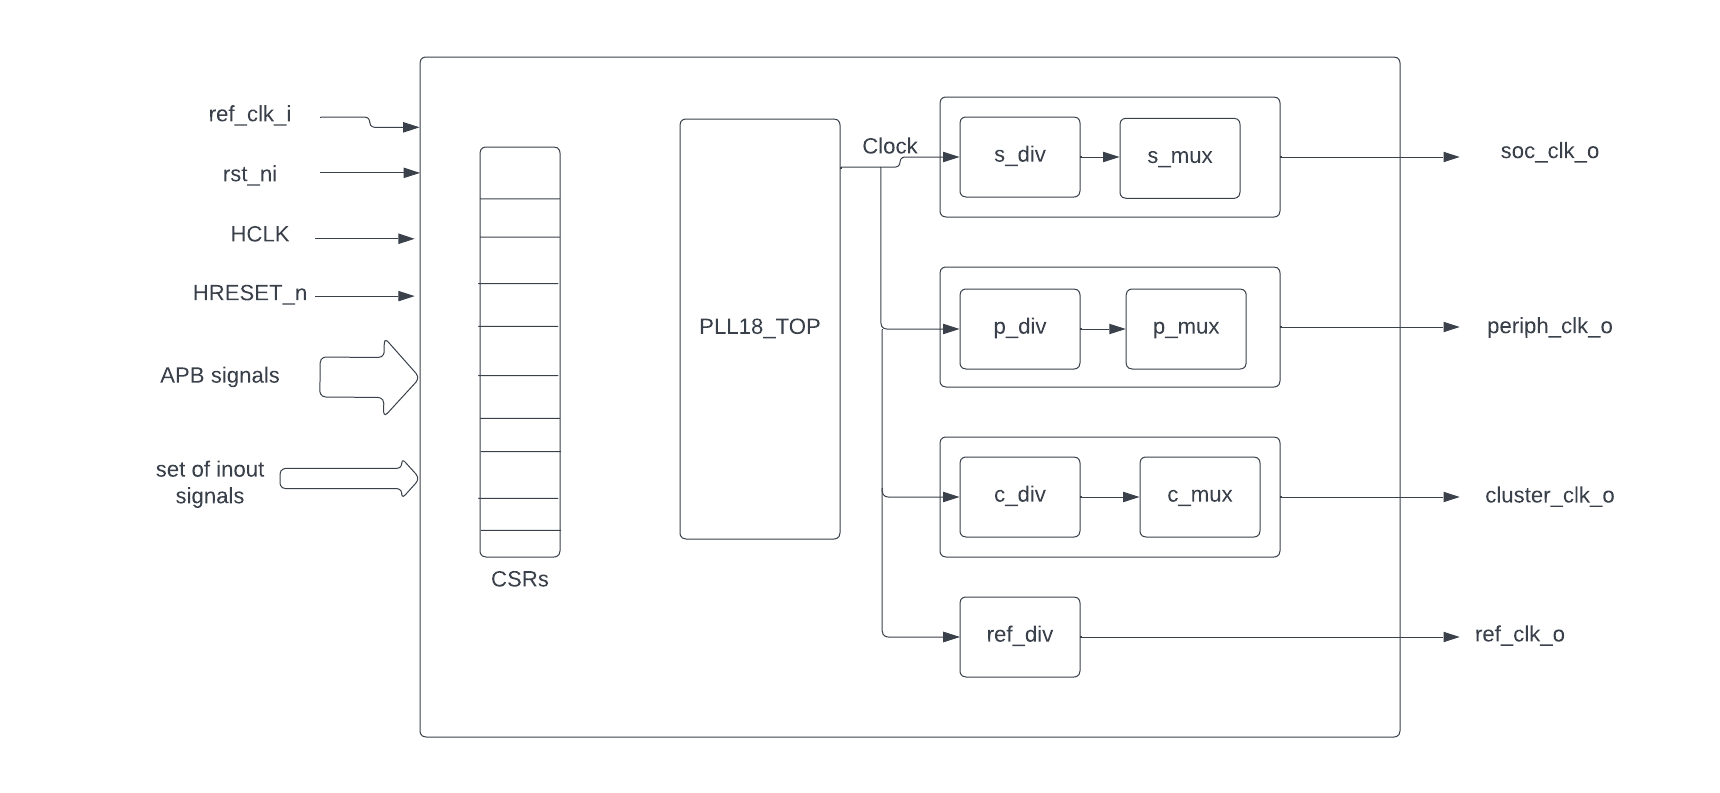 ref_clk_i
rst_ni
HCLK
HRESET_n
APB signals
set of inout
signals
CSRs
PLL18_TOP
Clock
s_div
s_mux
p_div
p_mux
c_div
c_mux
ref_div
soc_clk_o
periph_clk_o
cluster_clk_o
ref_clk_o